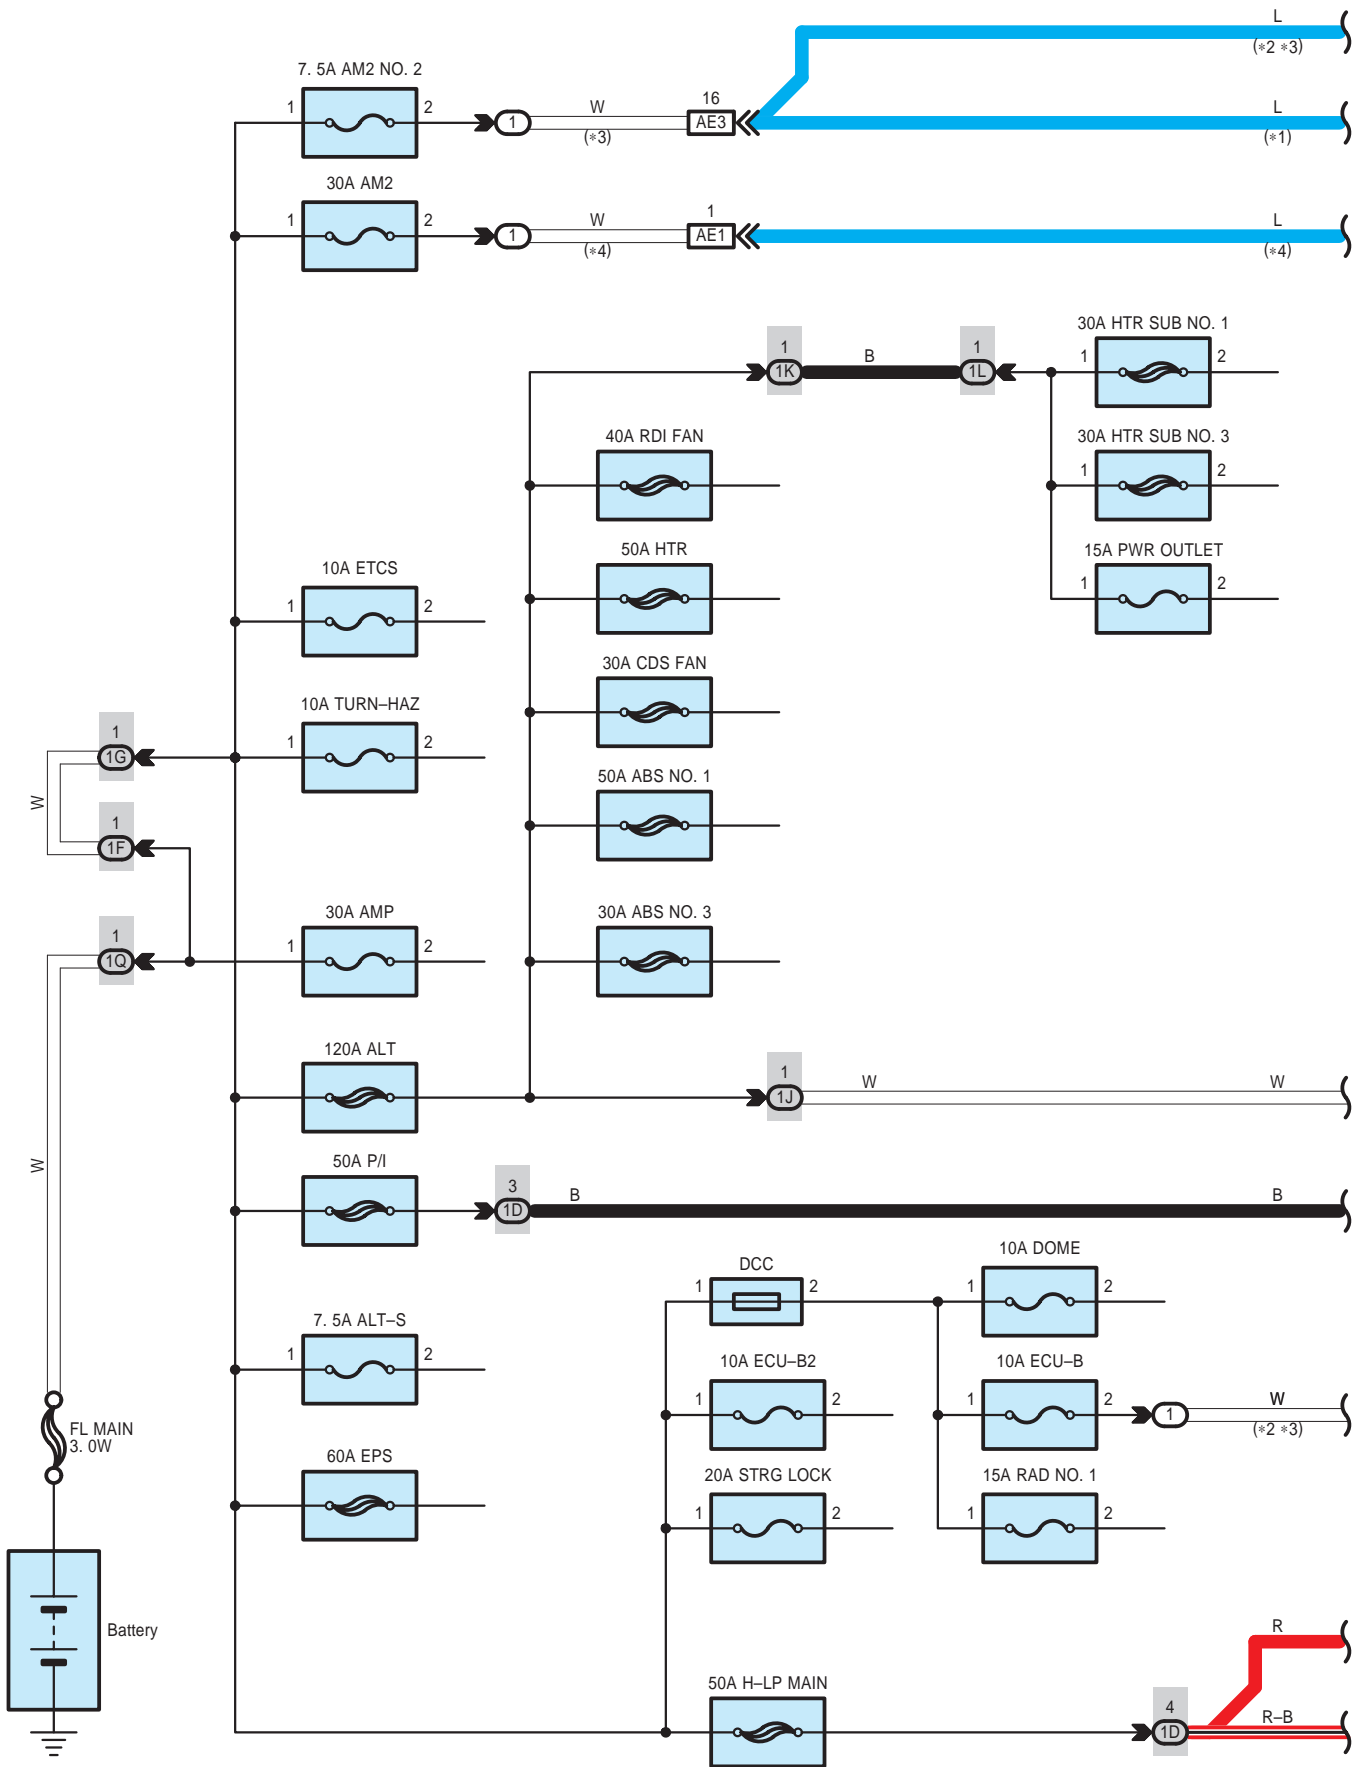 L
(*2 *3)
7. 5A AM2 NO. 2
1 2
1
W
(*3)
16
AE3
L
(*1)
30A AM2
1 2
1
W
(*4)
1
AE1
L
(*4)
30A HTR SUB NO. 1
1
1K
B
1
1L
1 2
40A RDI FAN
30A HTR SUB NO. 3
1 2
50A HTR
15A PWR OUTLET
1 2
10A ETCS
1 2
30A CDS FAN
10A TURN–HAZ
1 2
1
1G
W
50A ABS NO. 1
1
1F
30A AMP
1 2
30A ABS NO. 3
1
1Q
120A ALT
1
1J
W W
W
50A P/I
3
1D
B B
DCC
1 2
10A DOME
1 2
7. 5A ALT–S
1 2
10A ECU–B2
1 2
10A ECU–B
1 2
1
W
(*2 *3)
FL MAIN
3. 0W
60A EPS
20A STRG LOCK
1 2
15A RAD NO. 1
1 2
Battery
R
50A H–LP MAIN
4
1D
R–B